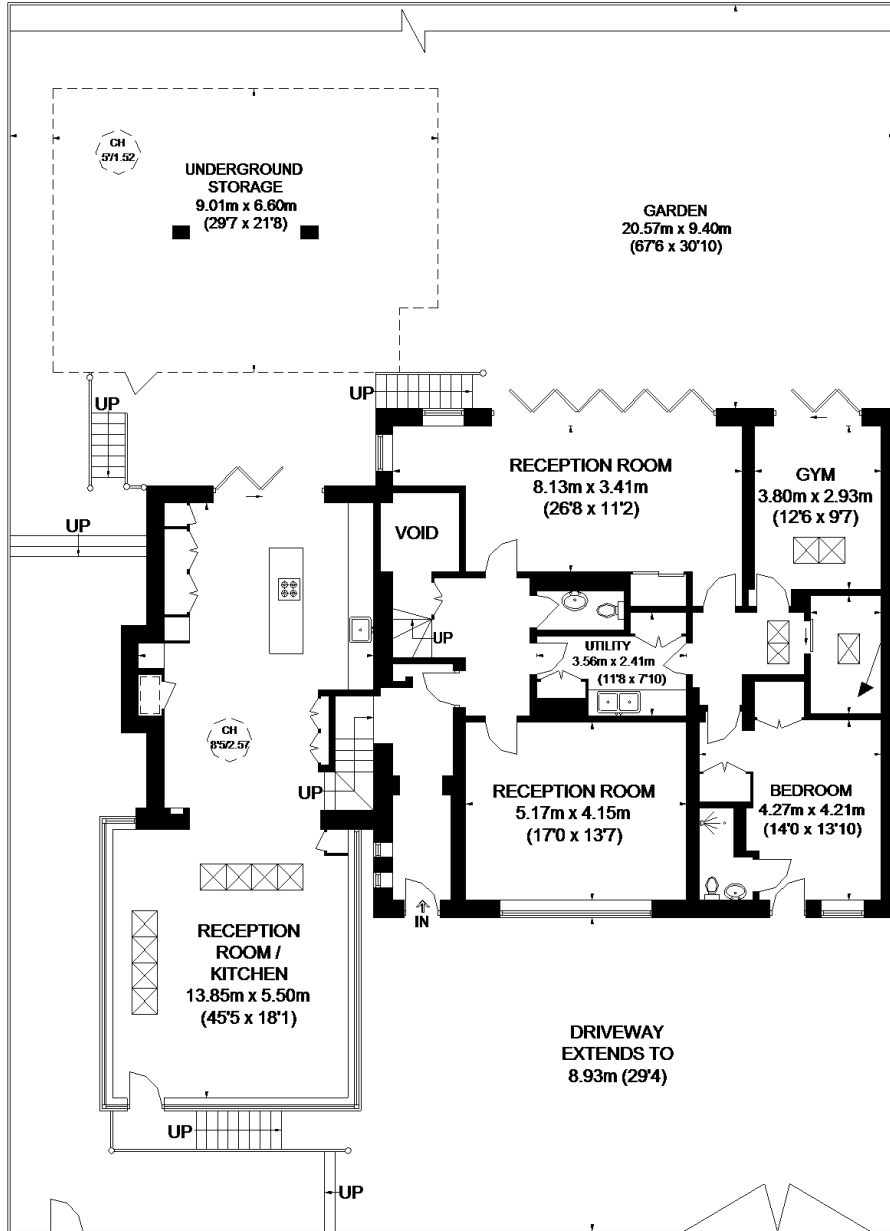 CH
5'/1.52
UNDERGROUND
STORAGE
9.01m x 6.60m
(29'7 x 21'8)
GARDEN
20.57m x 9.40m
(67'6 x 30'10)
UP
UP
UP
RECEPTION ROOM
8.13m x 3.41m
(26'8 x 11'2)
GYM
3.80m x 2.93m
(12'6 x 9'7)
VOID
UP
UTILITY
3.56m x 2.41m
(11'8 x 7'10)
CH
8'5/2.57
UP
RECEPTION ROOM
5.17m x 4.15m
(17'0 x 13'7)
BEDROOM
4.27m x 4.21m
(14'0 x 13'10)
IN
RECEPTION
ROOM /
KITCHEN
13.85m x 5.50m
(45'5 x 18'1)
DRIVEWAY
EXTENDS TO
8.93m (29'4)
UP
UP